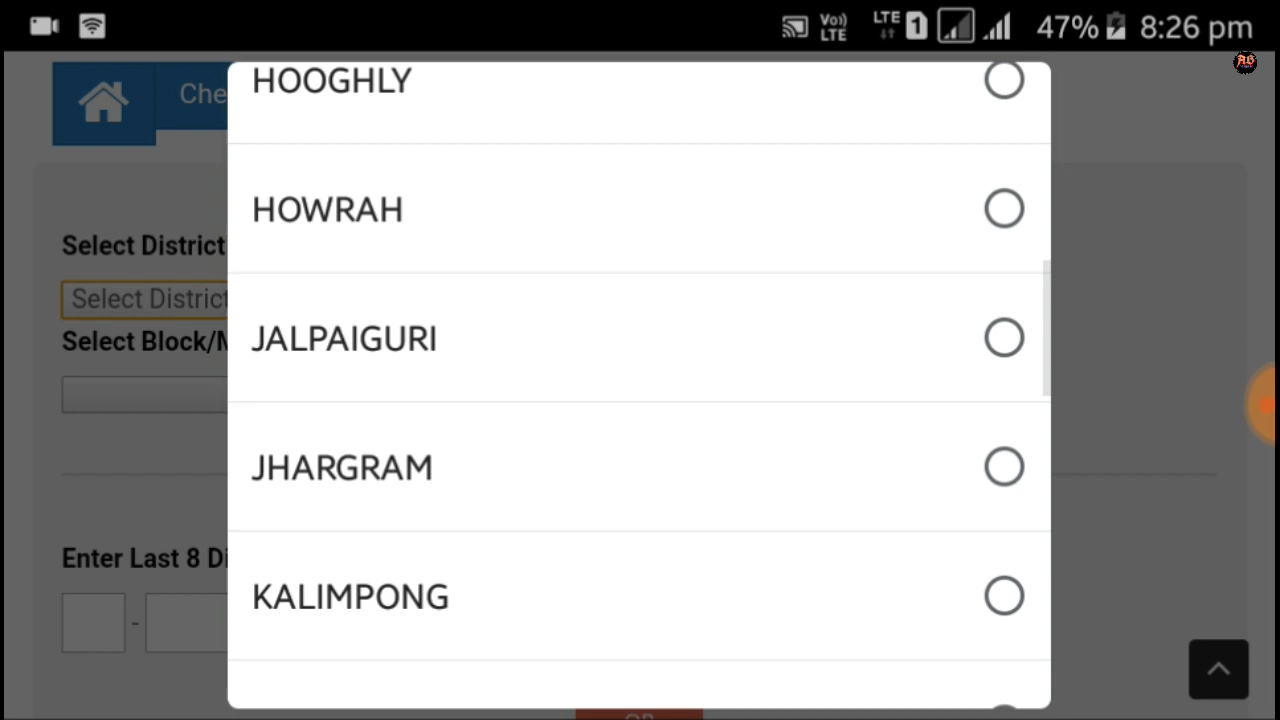 Vo))
LTE
LTE
1
47%
8:26 pm
Che
HOOGHLY
HOWRAH
Select District
Select District
Select Block/M
JALPAIGURI
JHARGRAM
Enter Last 8 Di
KALIMPONG
-
OR